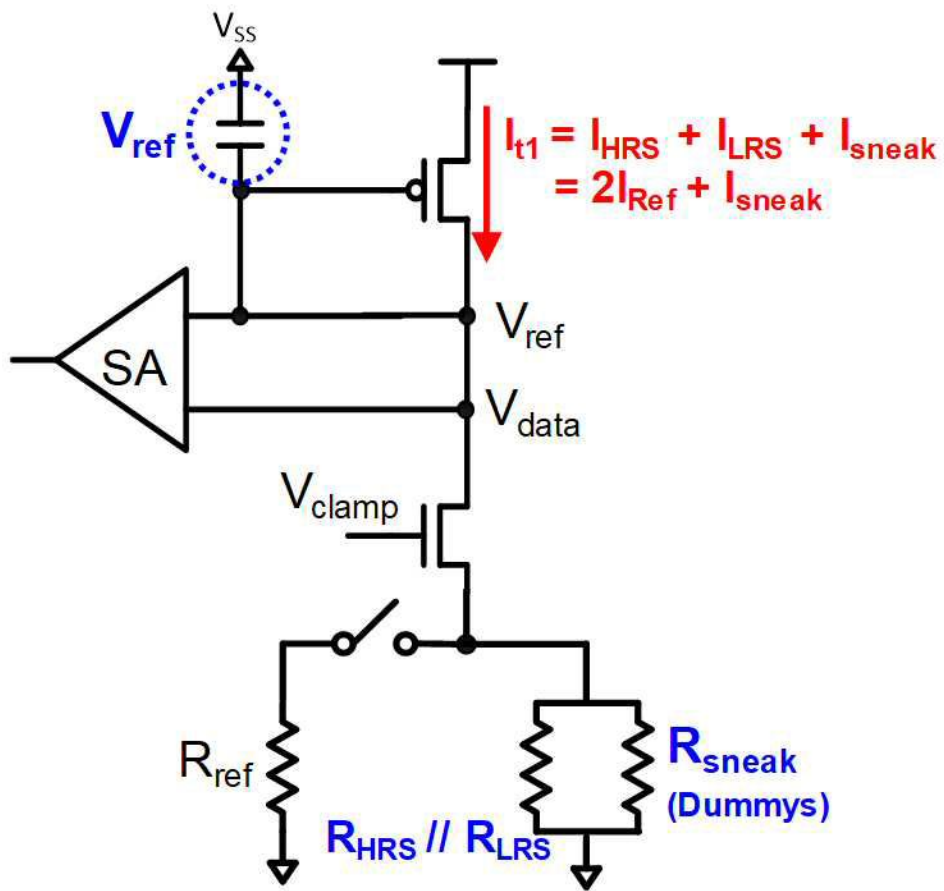 VSS
Vref
It1 = IHRS + ILRS + Isneak
= 2IRef + Isneak
Vref
SA
Vdata
Vclamp
Rref
Rsneak
(Dummys)
RHRS // RLRS